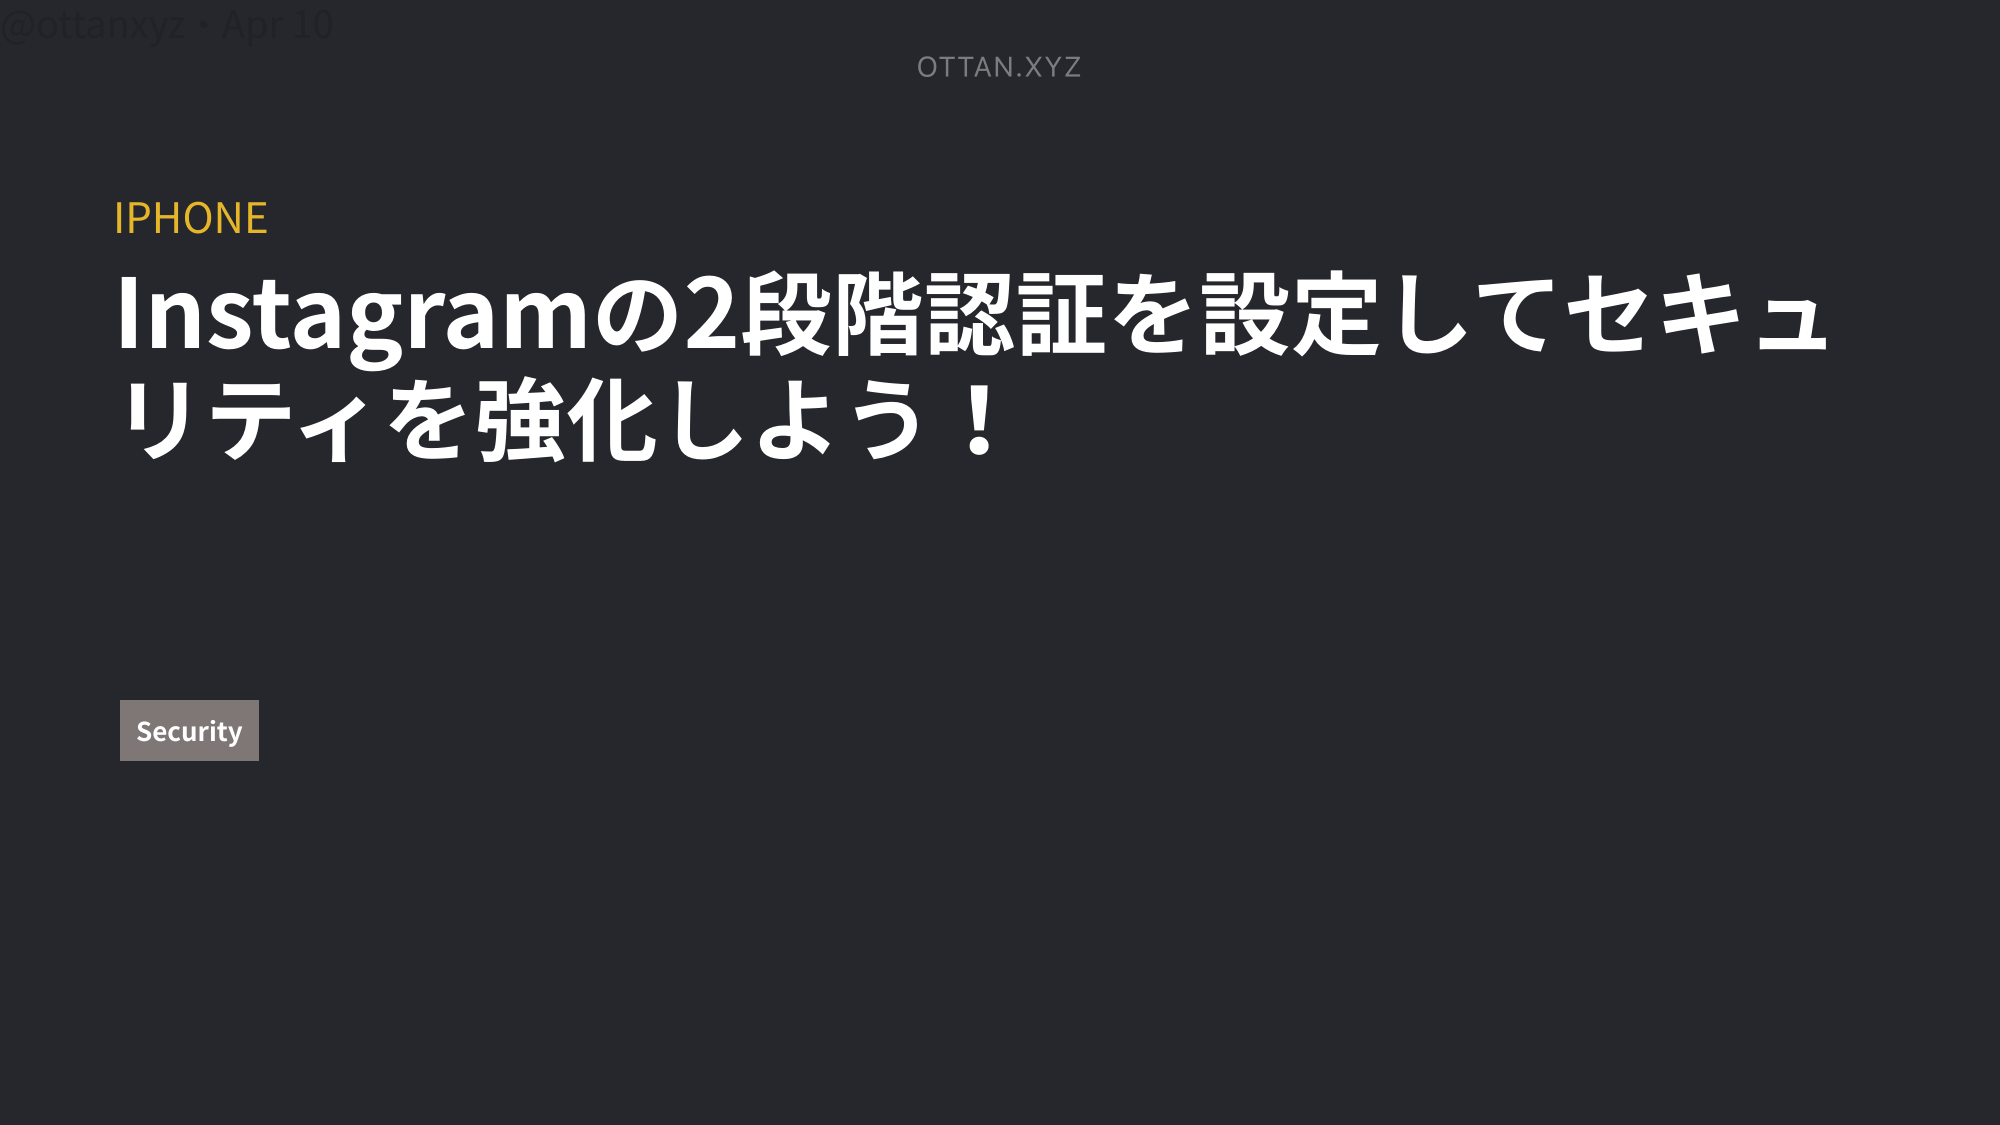 @ottanxyz・Apr 10
OTTAN.XYZ
IPHONE
Instagramの2段階認証を設定してセキュ
リティを強化しよう！
Security